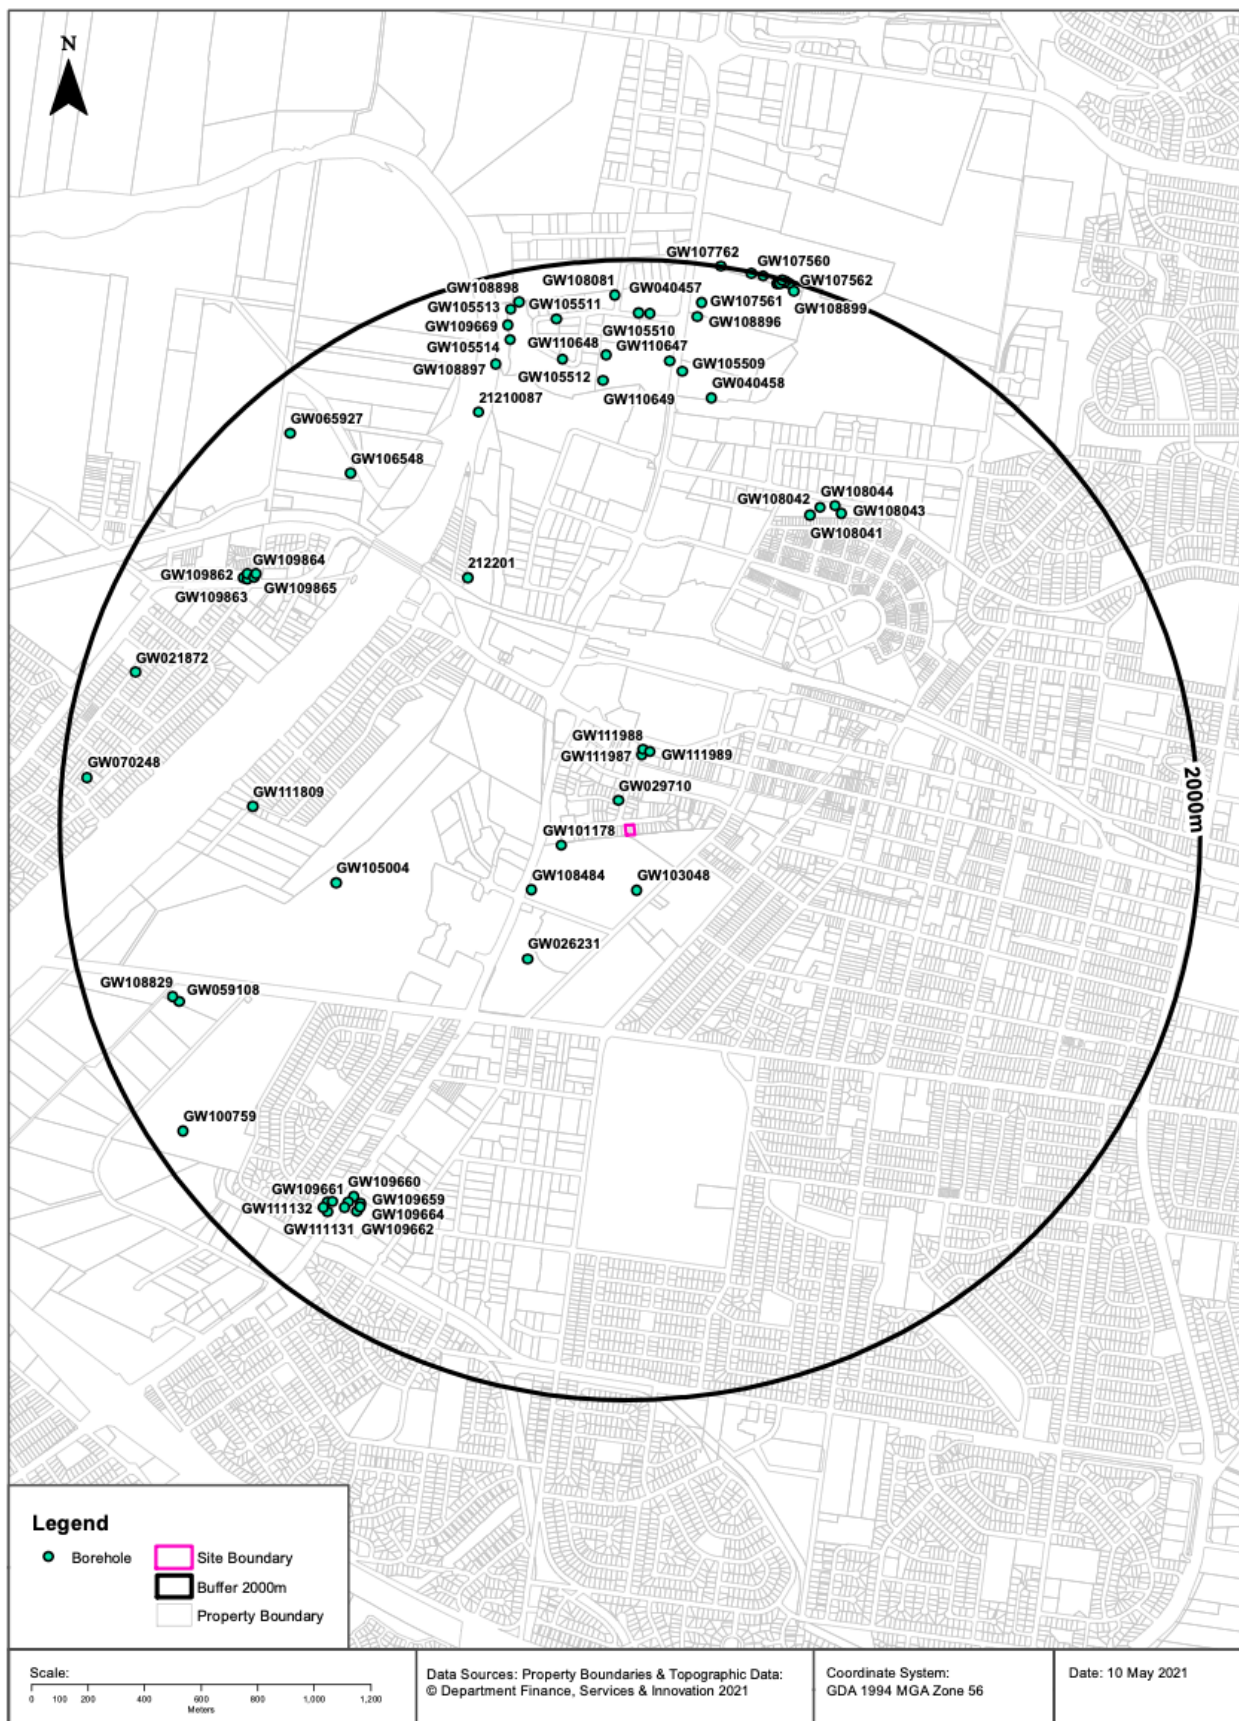 N
GW107762
GW107560
GW108081
GW107562
GW108898
GW040457
GW105513
GW105511
GW107561
GW108899
GW109669
GW108896
GW105510
GW105514
GW110648
GW110647
GW108897
GW105512
GW105509
GW040458
GW110649
21210087
GW065927
GW106548
GW108044
GW108042
GW108043
GW108041
GW109864
212201
GW109862
GW109865
GW109863
GW021872
GW111988
GW111987
GW111989
GW070248
2000m
GW029710
GW111809
GW101178
GW105004
GW108484
GW103048
GW026231
GW108829
GW059108
GW100759
GW109660
GW109661
GW109659
GW111132
GW109664
GW111131
GW109662
Legend
Borehole
Site Boundary
Buffer 2000m
Property Boundary
Scale:
0 100 200 400 600 800 1,000 1,200
Meters
Data Sources: Property Boundaries & Topographic Data:
© Department Finance, Services & Innovation 2021
Coordinate System:
GDA 1994 MGA Zone 56
Date: 10 May 2021